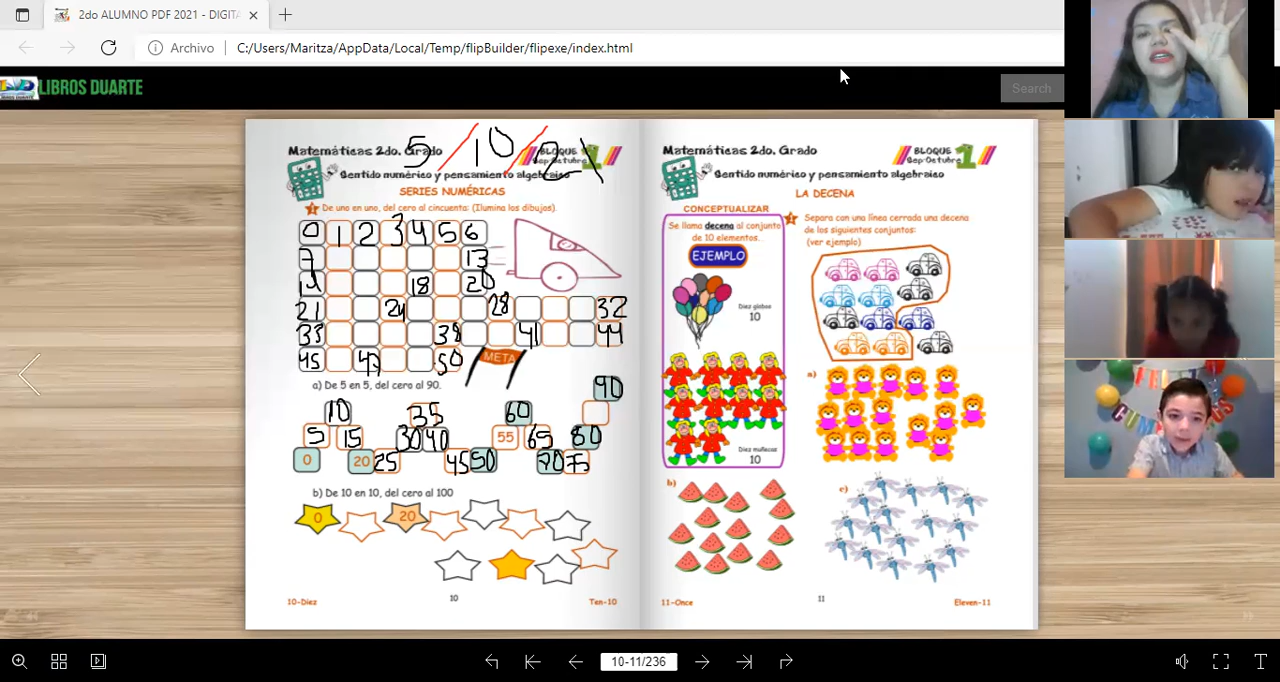 2do ALUMNO PDF 2021 - DIGITA
Archivo C:/Users/Maritza/AppData/Local/Temp/flipBuilder/flipexe/index.html
LIBROS DUARTE
Search
5/10/21
Matemáticas 2do. Grado
BLOQUE 1
Sep-Octubre
Sentido numérico y pensamiento algebraico
SERIES NUMÉRICAS
De uno en uno, del cero al cincuenta: (Ilumina los dibujos).
0 1 2 3 4 5 6
7 13
14 18 20
21 24 28 32
33 38 41 44
45 49 50
META
a) De 5 en 5, del cero al 90.
90
10 35 60
5 15 30 40 55 65 80
0 20 25 45 50 70 75
b) De 10 en 10, del cero al 100
0 20
10-Diez 10 Ten-10
Matemáticas 2do. Grado
BLOQUE 1
Sep-Octubre
Sentido numérico y pensamiento algebraico
LA DECENA
CONCEPTUALIZAR
Se llama decena al conjunto
de 10 elementos...
EJEMPLO
Diez globos
10
Diez muñecas
10
Separa con una línea cerrada una decena
de los siguientes conjuntos:
(ver ejemplo)
a)
b)
c)
11-Once 11 Eleven-11
10-11/236